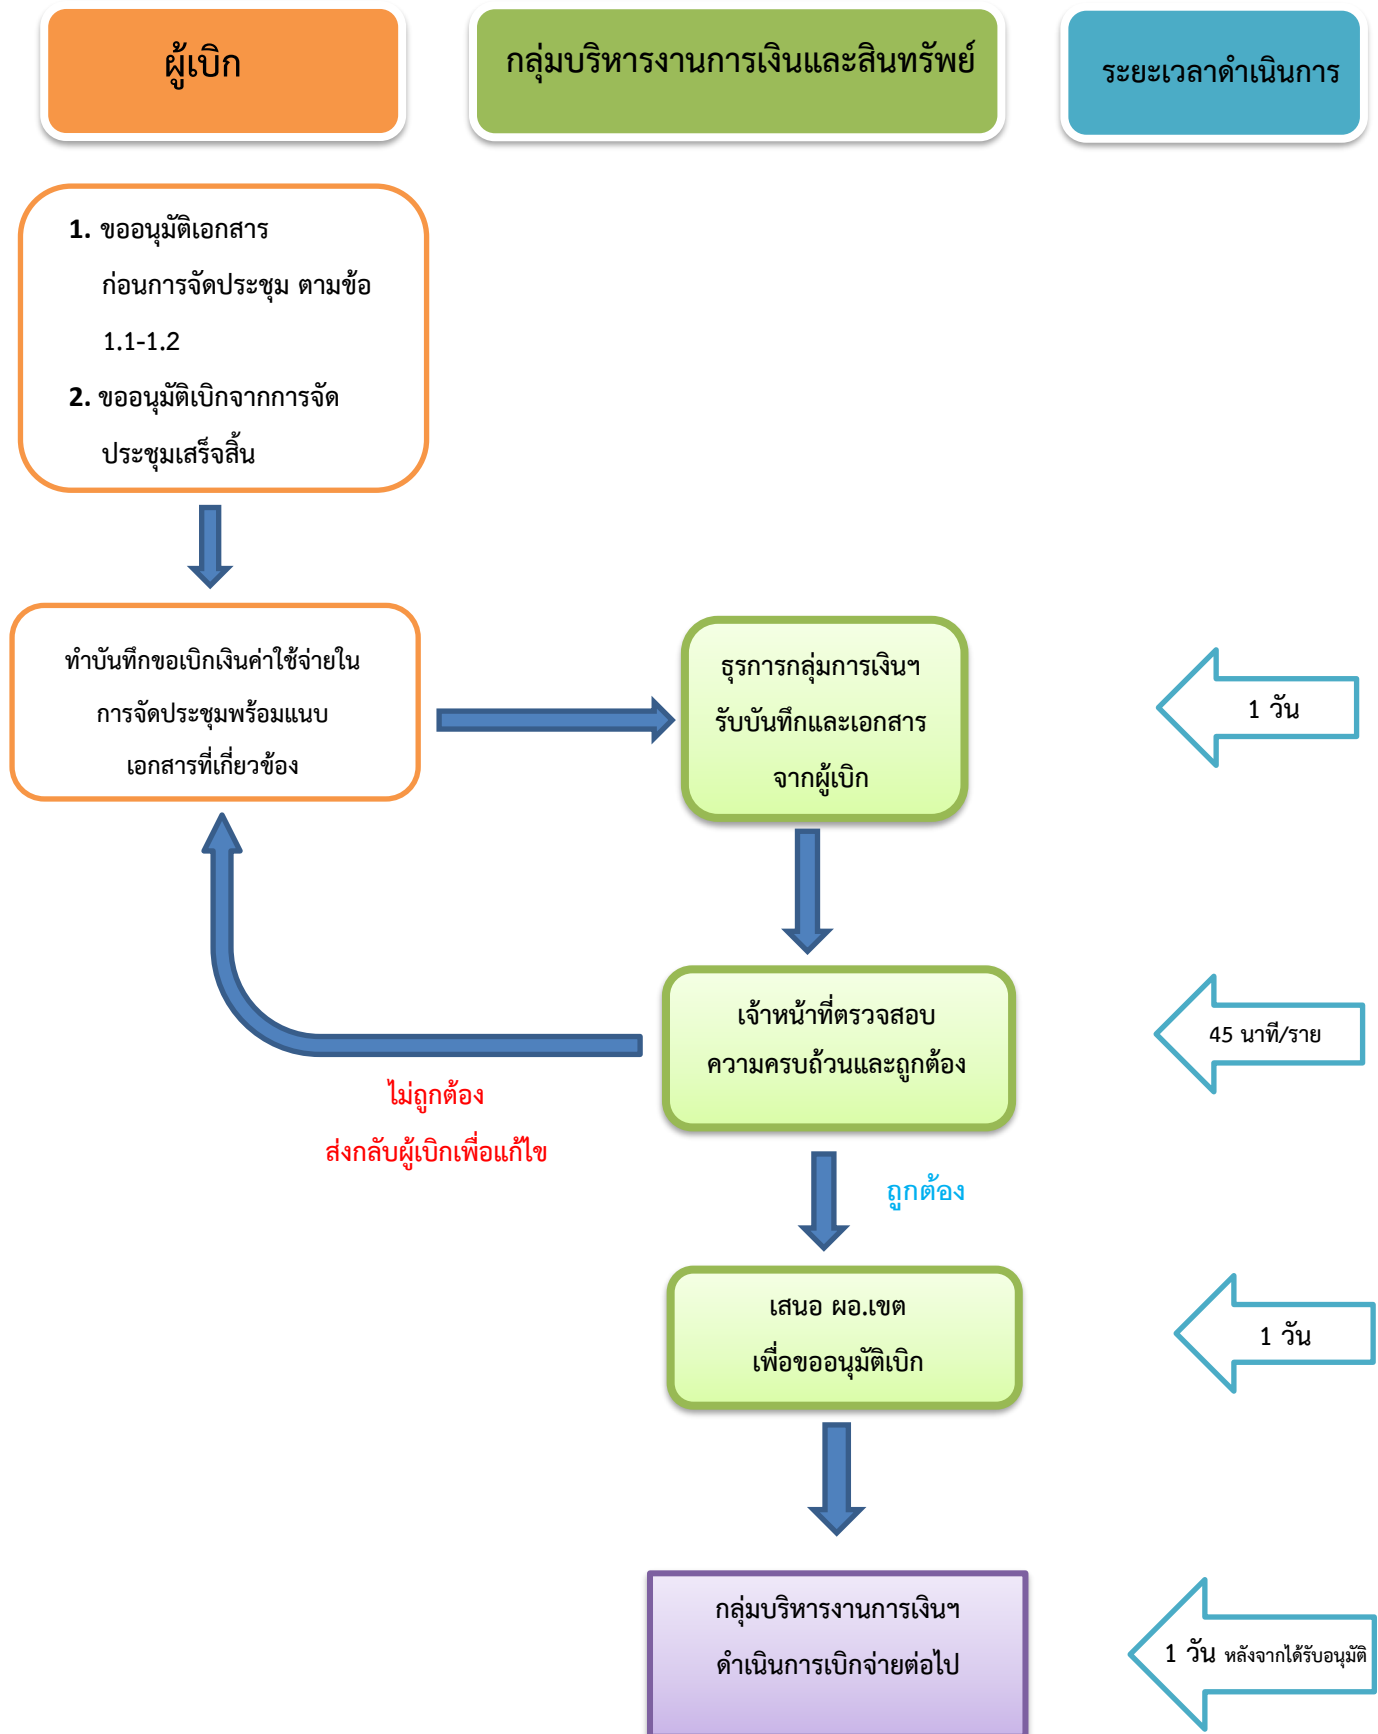 ผู้เบิก
กลุ่มบริหารงานการเงินและสินทรัพย์
ระยะเวลาดำเนินการ
1. ขออนุมัติเอกสาร
ก่อนการจัดประชุม ตามข้อ
1.1-1.2
2. ขออนุมัติเบิกจากการจัด
ประชุมเสร็จสิ้น
ทำบันทึกขอเบิกเงินค่าใช้จ่ายใน
การจัดประชุมพร้อมแนบ
เอกสารที่เกี่ยวข้อง
ธุรการกลุ่มการเงินฯ
รับบันทึกและเอกสาร
จากผู้เบิก
1 วัน
เจ้าหน้าที่ตรวจสอบ
ความครบถ้วนและถูกต้อง
45 นาที/ราย
ไม่ถูกต้อง
ส่งกลับผู้เบิกเพื่อแก้ไข
ถูกต้อง
เสนอ ผอ.เขต
เพื่อขออนุมัติเบิก
1 วัน
กลุ่มบริหารงานการเงินฯ
ดำเนินการเบิกจ่ายต่อไป
1 วัน หลังจากได้รับอนุมัติ